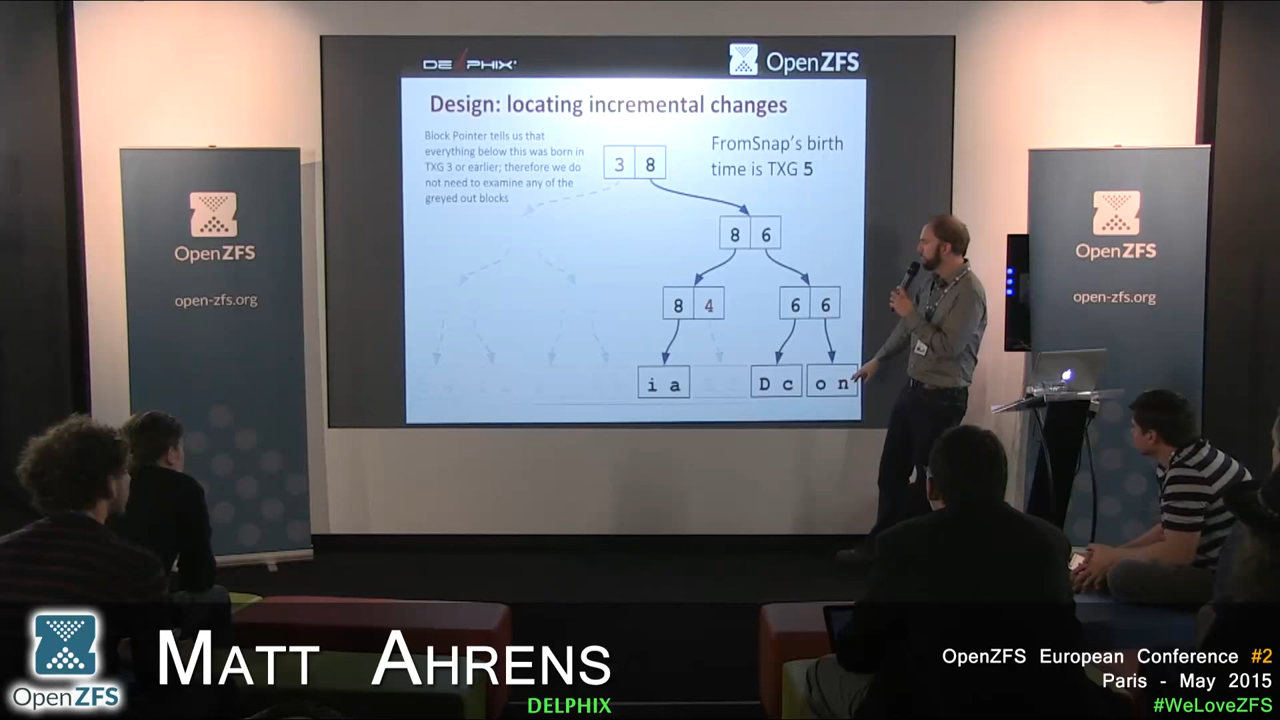 DELPHIX
OpenZFS
Design: locating incremental changes
Block Pointer tells us that
everything below this was born in
TXG 3 or earlier; therefore we do
not need to examine any of the
greyed out blocks
FromSnap's birth
time is TXG 5
3 8
8 6
8 4
6 6
i a
D c
o n
OpenZFS
open-zfs.org
OpenZFS
open-zfs.org
OpenZFS
MATT AHRENS
DELPHIX
OpenZFS European Conference #2
Paris - May 2015
#WeLoveZFS